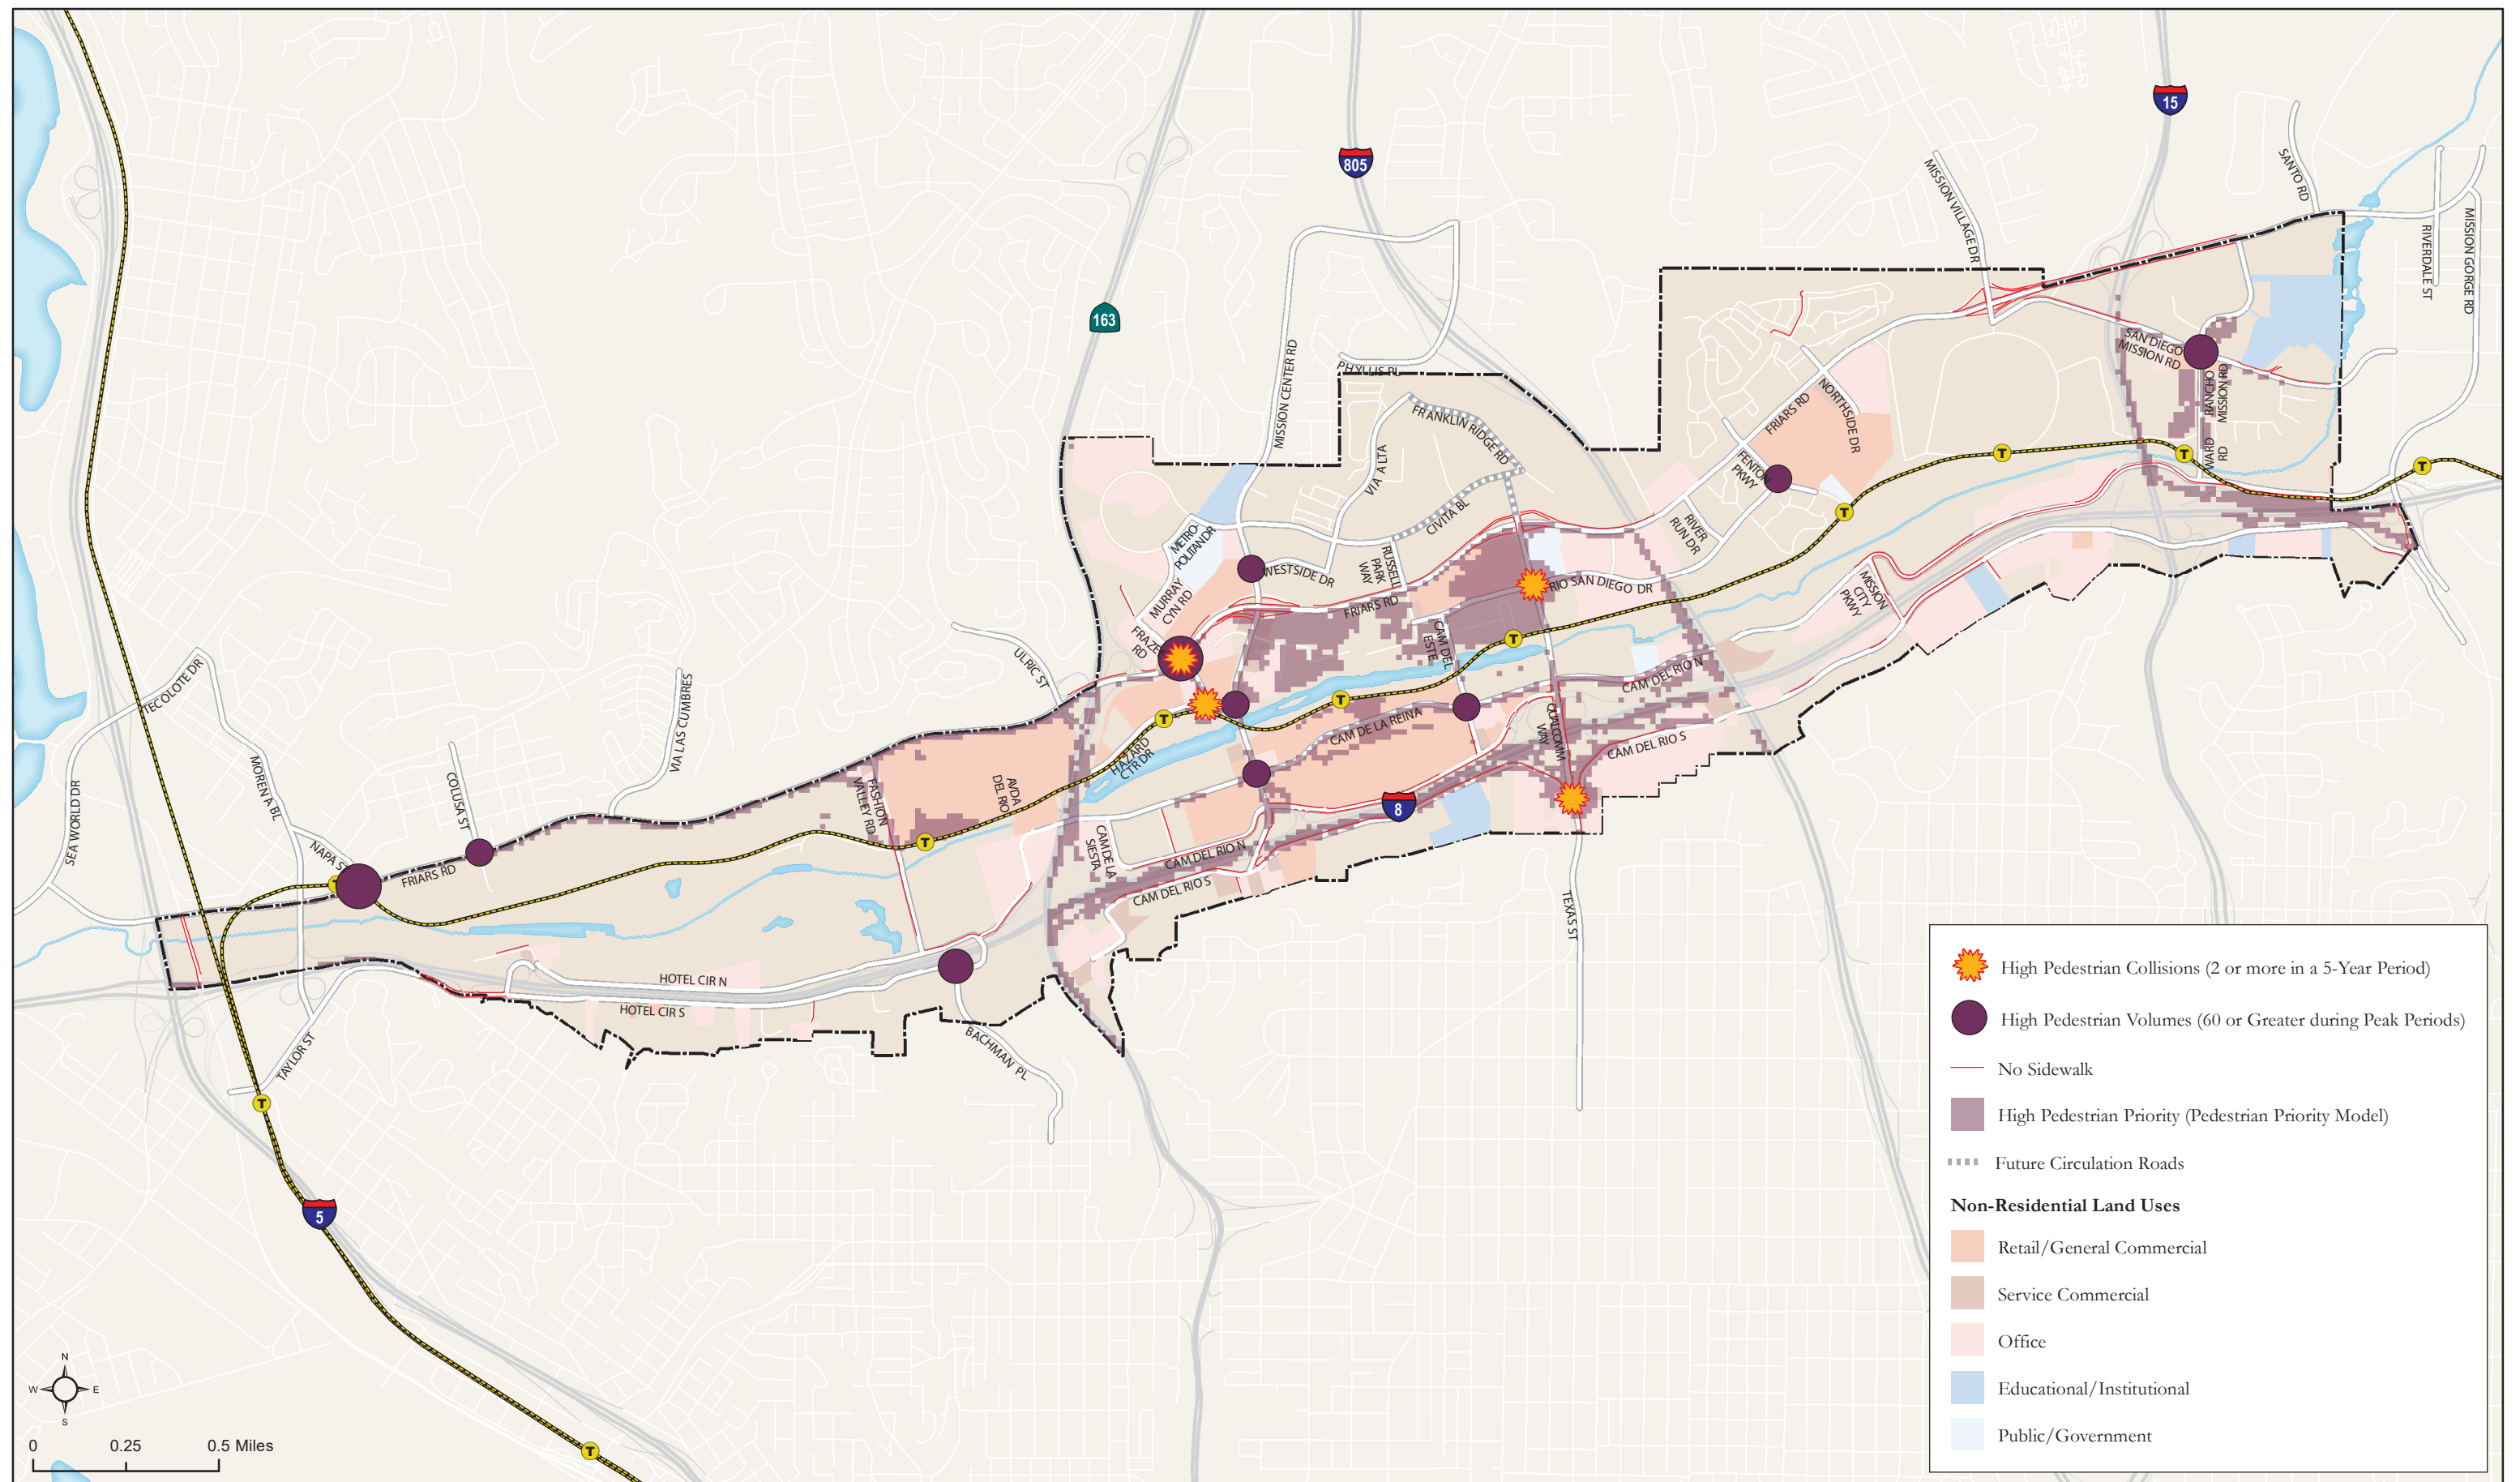 15
805
163
SANTO RD
MISSION VILLAGE DR
RIVERDALE ST
MISSION GORGE RD
SAN DIEGO
MISSION RD
RANCHO
MISSION RD
WARD
RD
MISSION CENTER RD
PHYLLIS PL
FRANKLIN RIDGE RD
VIA ALTA
CIVITA BL
NORTHSIDE DR
FRIARS RD
FENTON
PKWY
RIVER
RUN DR
T
T
T
T
METRO-
POLITAN DR
MURRAY
CYN RD
WESTSIDE DR
RUSSELL
PARK
WAY
FRIARS RD
RIO SAN DIEGO DR
MISSION
CITY
PKWY
FRAZEE
RD
CAM DEL
ESTE
T
T
T
CAM DEL RIO N
ULRIC ST
TECOLOTE DR
VIA LAS CUMBRES
CAM DE LA REINA
QUALCOMM
WAY
CAM DEL RIO S
HAZARD
CTR DR
AVDA
DEL RIO
FASHION
VALLEY RD
T
MORENA BL
COLUSA ST
SEA WORLD DR
NAPA ST
T
FRIARS RD
8
CAM DE LA
SIESTA
CAM DEL RIO N
CAM DEL RIO S
TEXAS ST
HOTEL CIR N
HOTEL CIR S
BACHMAN PL
TAYLOR ST
T
5
T
N
W
E
S
0
0.25
0.5 Miles
High Pedestrian Collisions (2 or more in a 5-Year Period)
High Pedestrian Volumes (60 or Greater during Peak Periods)
No Sidewalk
High Pedestrian Priority (Pedestrian Priority Model)
Future Circulation Roads
Non-Residential Land Uses
Retail/General Commercial
Service Commercial
Office
Educational/Institutional
Public/Government